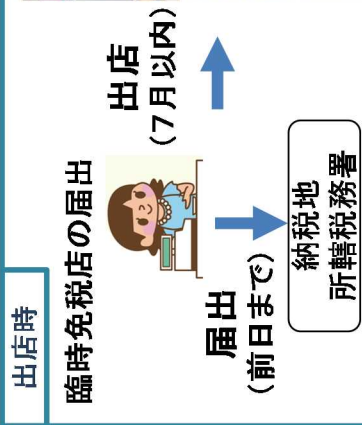 出店時
臨時免税店の届出
出店
(7月以内)
届出
(前日まで)
納税地
所轄税務署